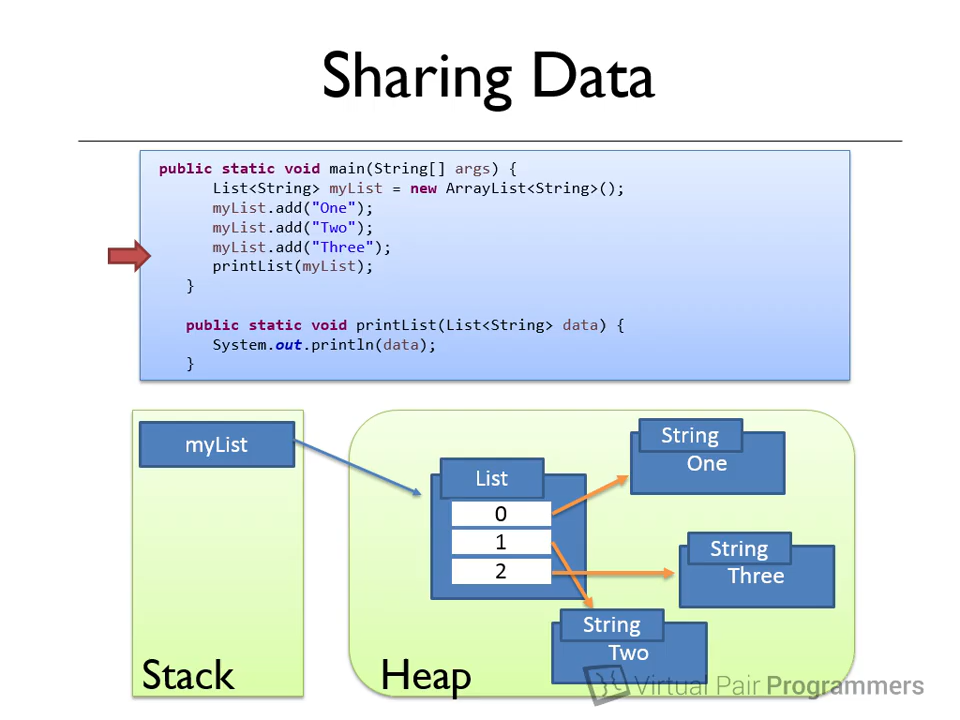 Sharing Data
public static void main(String[] args) {
List<String> myList = new ArrayList<String>();
myList.add("One");
myList.add("Two");
myList.add("Three");
printList(myList);
}
public static void printList(List<String> data) {
System.out.println(data);
}
myList
Stack
Heap
List
0
1
2
String
One
String
Three
String
Two
Virtual Pair Programmers